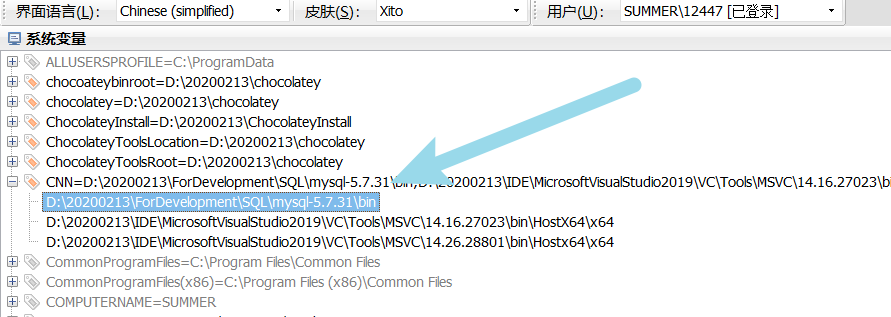 界面语言(L): Chinese (simplified) 皮肤(S): Xito 用户(U): SUMMER\12447 [已登录]
系统变量
ALLUSERSPROFILE=C:\ProgramData
chocoateybinroot=D:\20200213\chocolatey
chocolatey=D:\20200213\chocolatey
ChocolateyInstall=D:\20200213\ChocolateyInstall
ChocolateyToolsLocation=D:\20200213\chocolatey
ChocolateyToolsRoot=D:\20200213\chocolatey
CNN=D:\20200213\ForDevelopment\SQL\mysql-5.7.31\bin;D:\20200213\IDE\MicrosoftVisualStudio2019\VC\Tools\MSVC\14.16.27023\bi
D:\20200213\ForDevelopment\SQL\mysql-5.7.31\bin
D:\20200213\IDE\MicrosoftVisualStudio2019\VC\Tools\MSVC\14.16.27023\bin\HostX64\x64
D:\20200213\IDE\MicrosoftVisualStudio2019\VC\Tools\MSVC\14.26.28801\bin\HostX64\x64
CommonProgramFiles=C:\Program Files\Common Files
CommonProgramFiles(x86)=C:\Program Files (x86)\Common Files
COMPUTERNAME=SUMMER